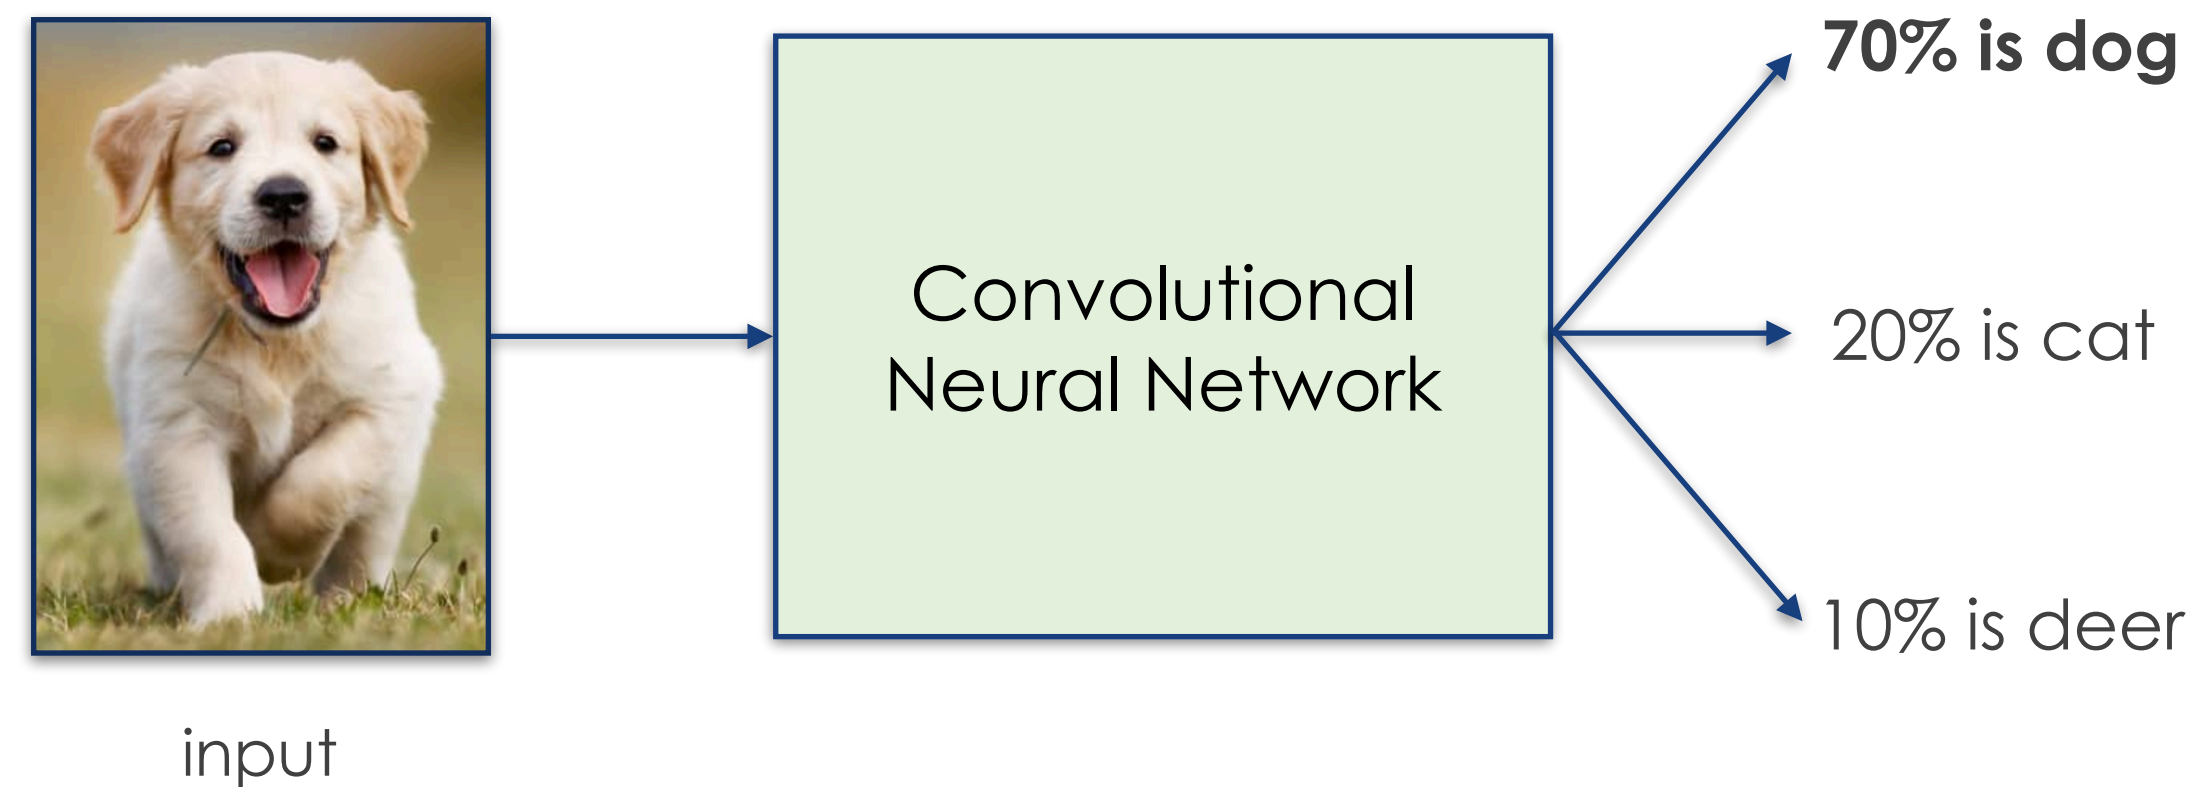 70% is dog
Convolutional
Neural Network
20% is cat
10% is deer
input